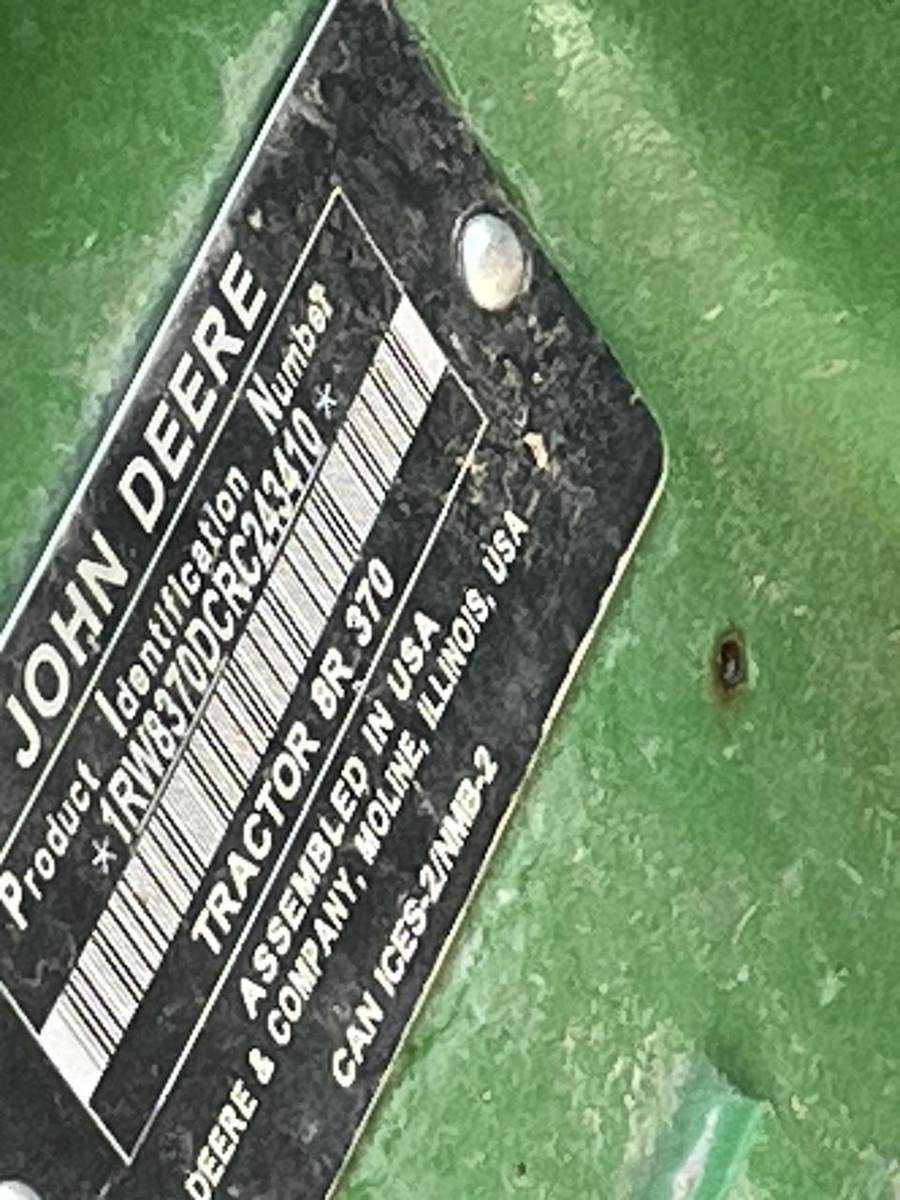 JOHN DEERE
Product Identification Number
*1RW8370DCRC243410*
TRACTOR 8R 370
ASSEMBLED IN USA
DEERE & COMPANY, MOLINE, ILLINOIS, USA
CAN ICES-2/NMB-2